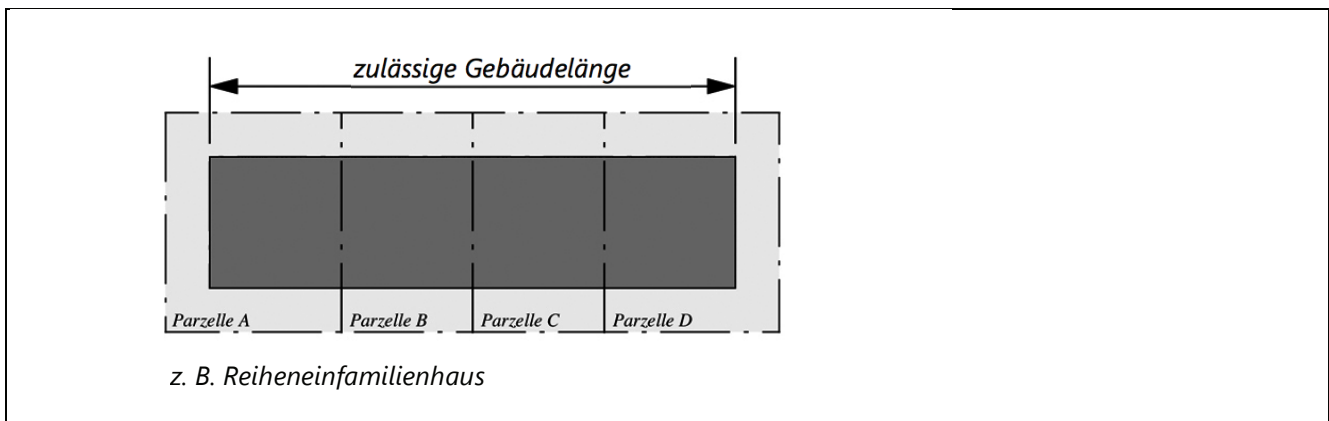 zulässige Gebäudelänge
Parzelle A
Parzelle B
Parzelle C
Parzelle D
z. B. Reiheneinfamilienhaus